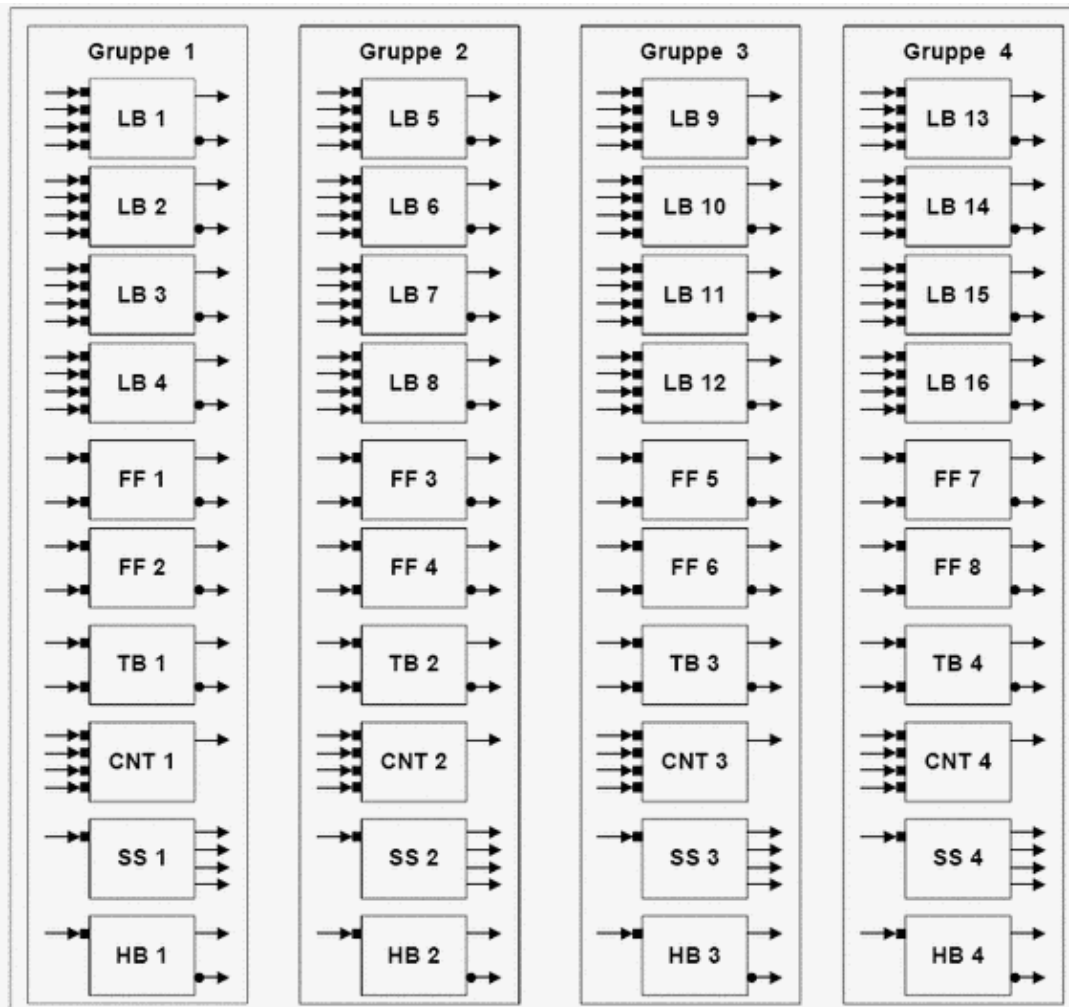 Gruppe 1
LB 1
LB 2
LB 3
LB 4
FF 1
FF 2
TB 1
CNT 1
SS 1
HB 1
Gruppe 2
LB 5
LB 6
LB 7
LB 8
FF 3
FF 4
TB 2
CNT 2
SS 2
HB 2
Gruppe 3
LB 9
LB 10
LB 11
LB 12
FF 5
FF 6
TB 3
CNT 3
SS 3
HB 3
Gruppe 4
LB 13
LB 14
LB 15
LB 16
FF 7
FF 8
TB 4
CNT 4
SS 4
HB 4